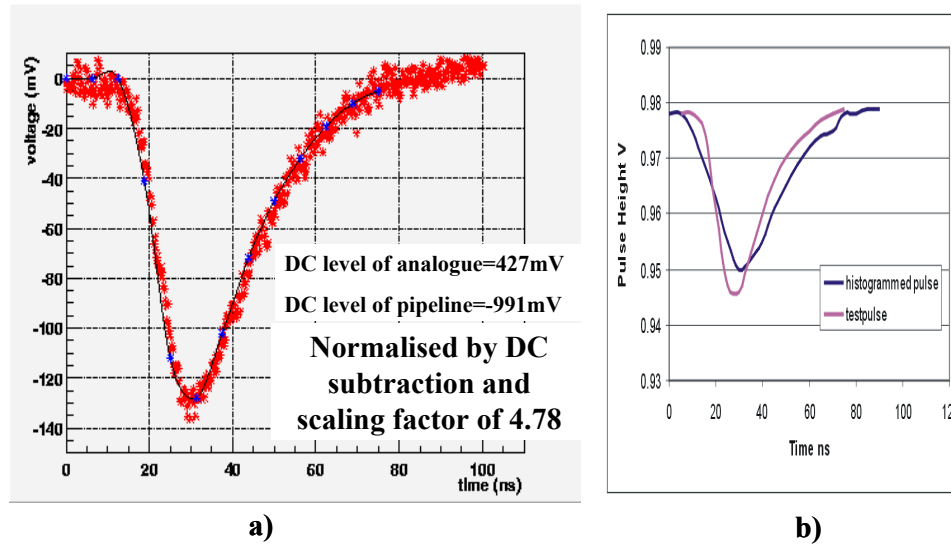 voltage (mV)
0
-20
-40
-60
-80
-100
-120
-140
0
20
40
60
80
100
time (ns)
DC level of analogue=427mV
DC level of pipeline=-991mV
Normalised by DC
subtraction and
scaling factor of 4.78
a)
Pulse Height V
0.99
0.98
0.97
0.96
0.95
0.94
0.93
0
20
40
60
80
100
12
Time ns
histogrammed pulse
testpulse
b)